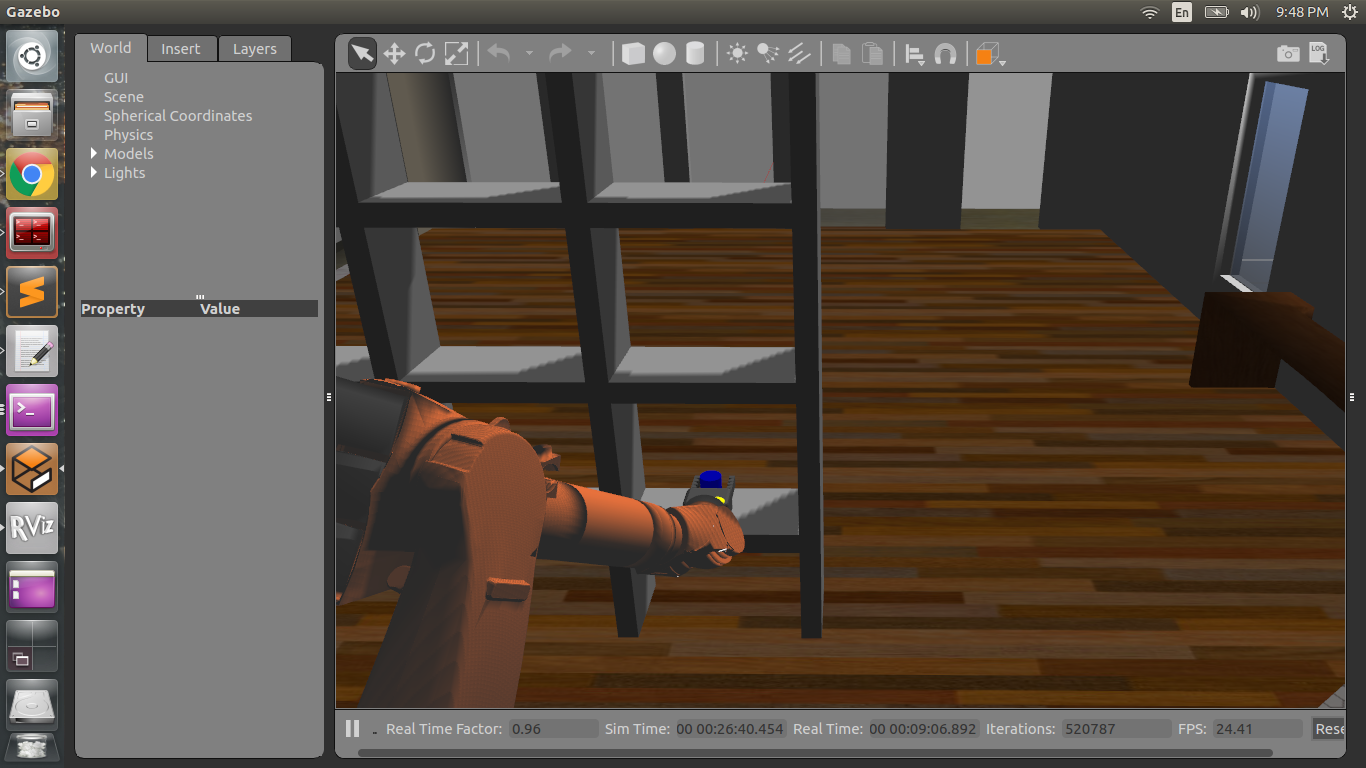 Gazebo
En
9:48 PM
World
Insert
Layers
LOG
GUI
Scene
Spherical Coordinates
Physics
Models
Lights
Property
Value
RViz
Real Time Factor:
0.96
Sim Time:
00 00:26:40.454
Real Time:
00 00:09:06.892
Iterations:
520787
FPS:
24.41
Rese